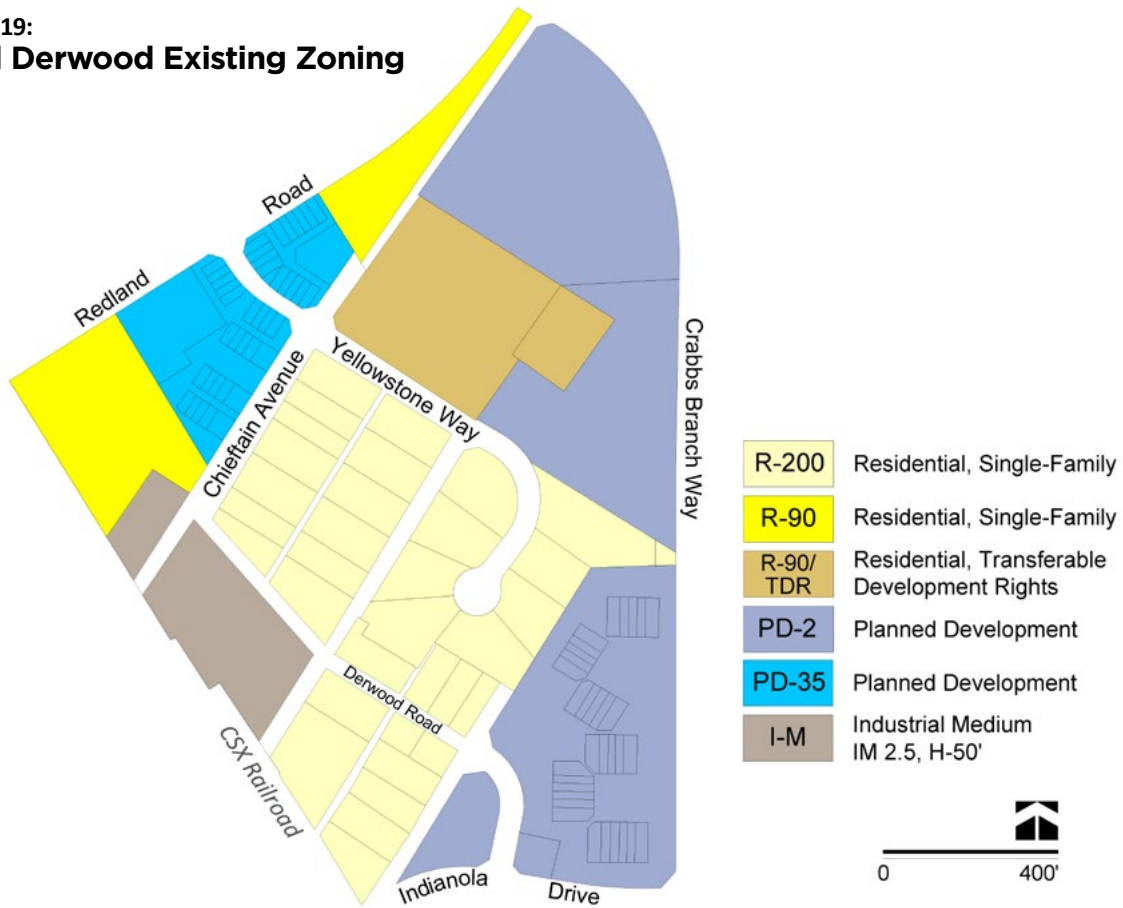 19:
Derwood Existing Zoning
Road
Redland
Chieftain Avenue
Yellowstone Way
Crabbs Branch Way
Derwood Road
CSX Railroad
Indianola
Drive
R-200 Residential, Single-Family
R-90 Residential, Single-Family
R-90/
TDR
Residential, Transferable
Development Rights
PD-2 Planned Development
PD-35 Planned Development
I-M
Industrial Medium
IM 2.5, H-50'
0 400'